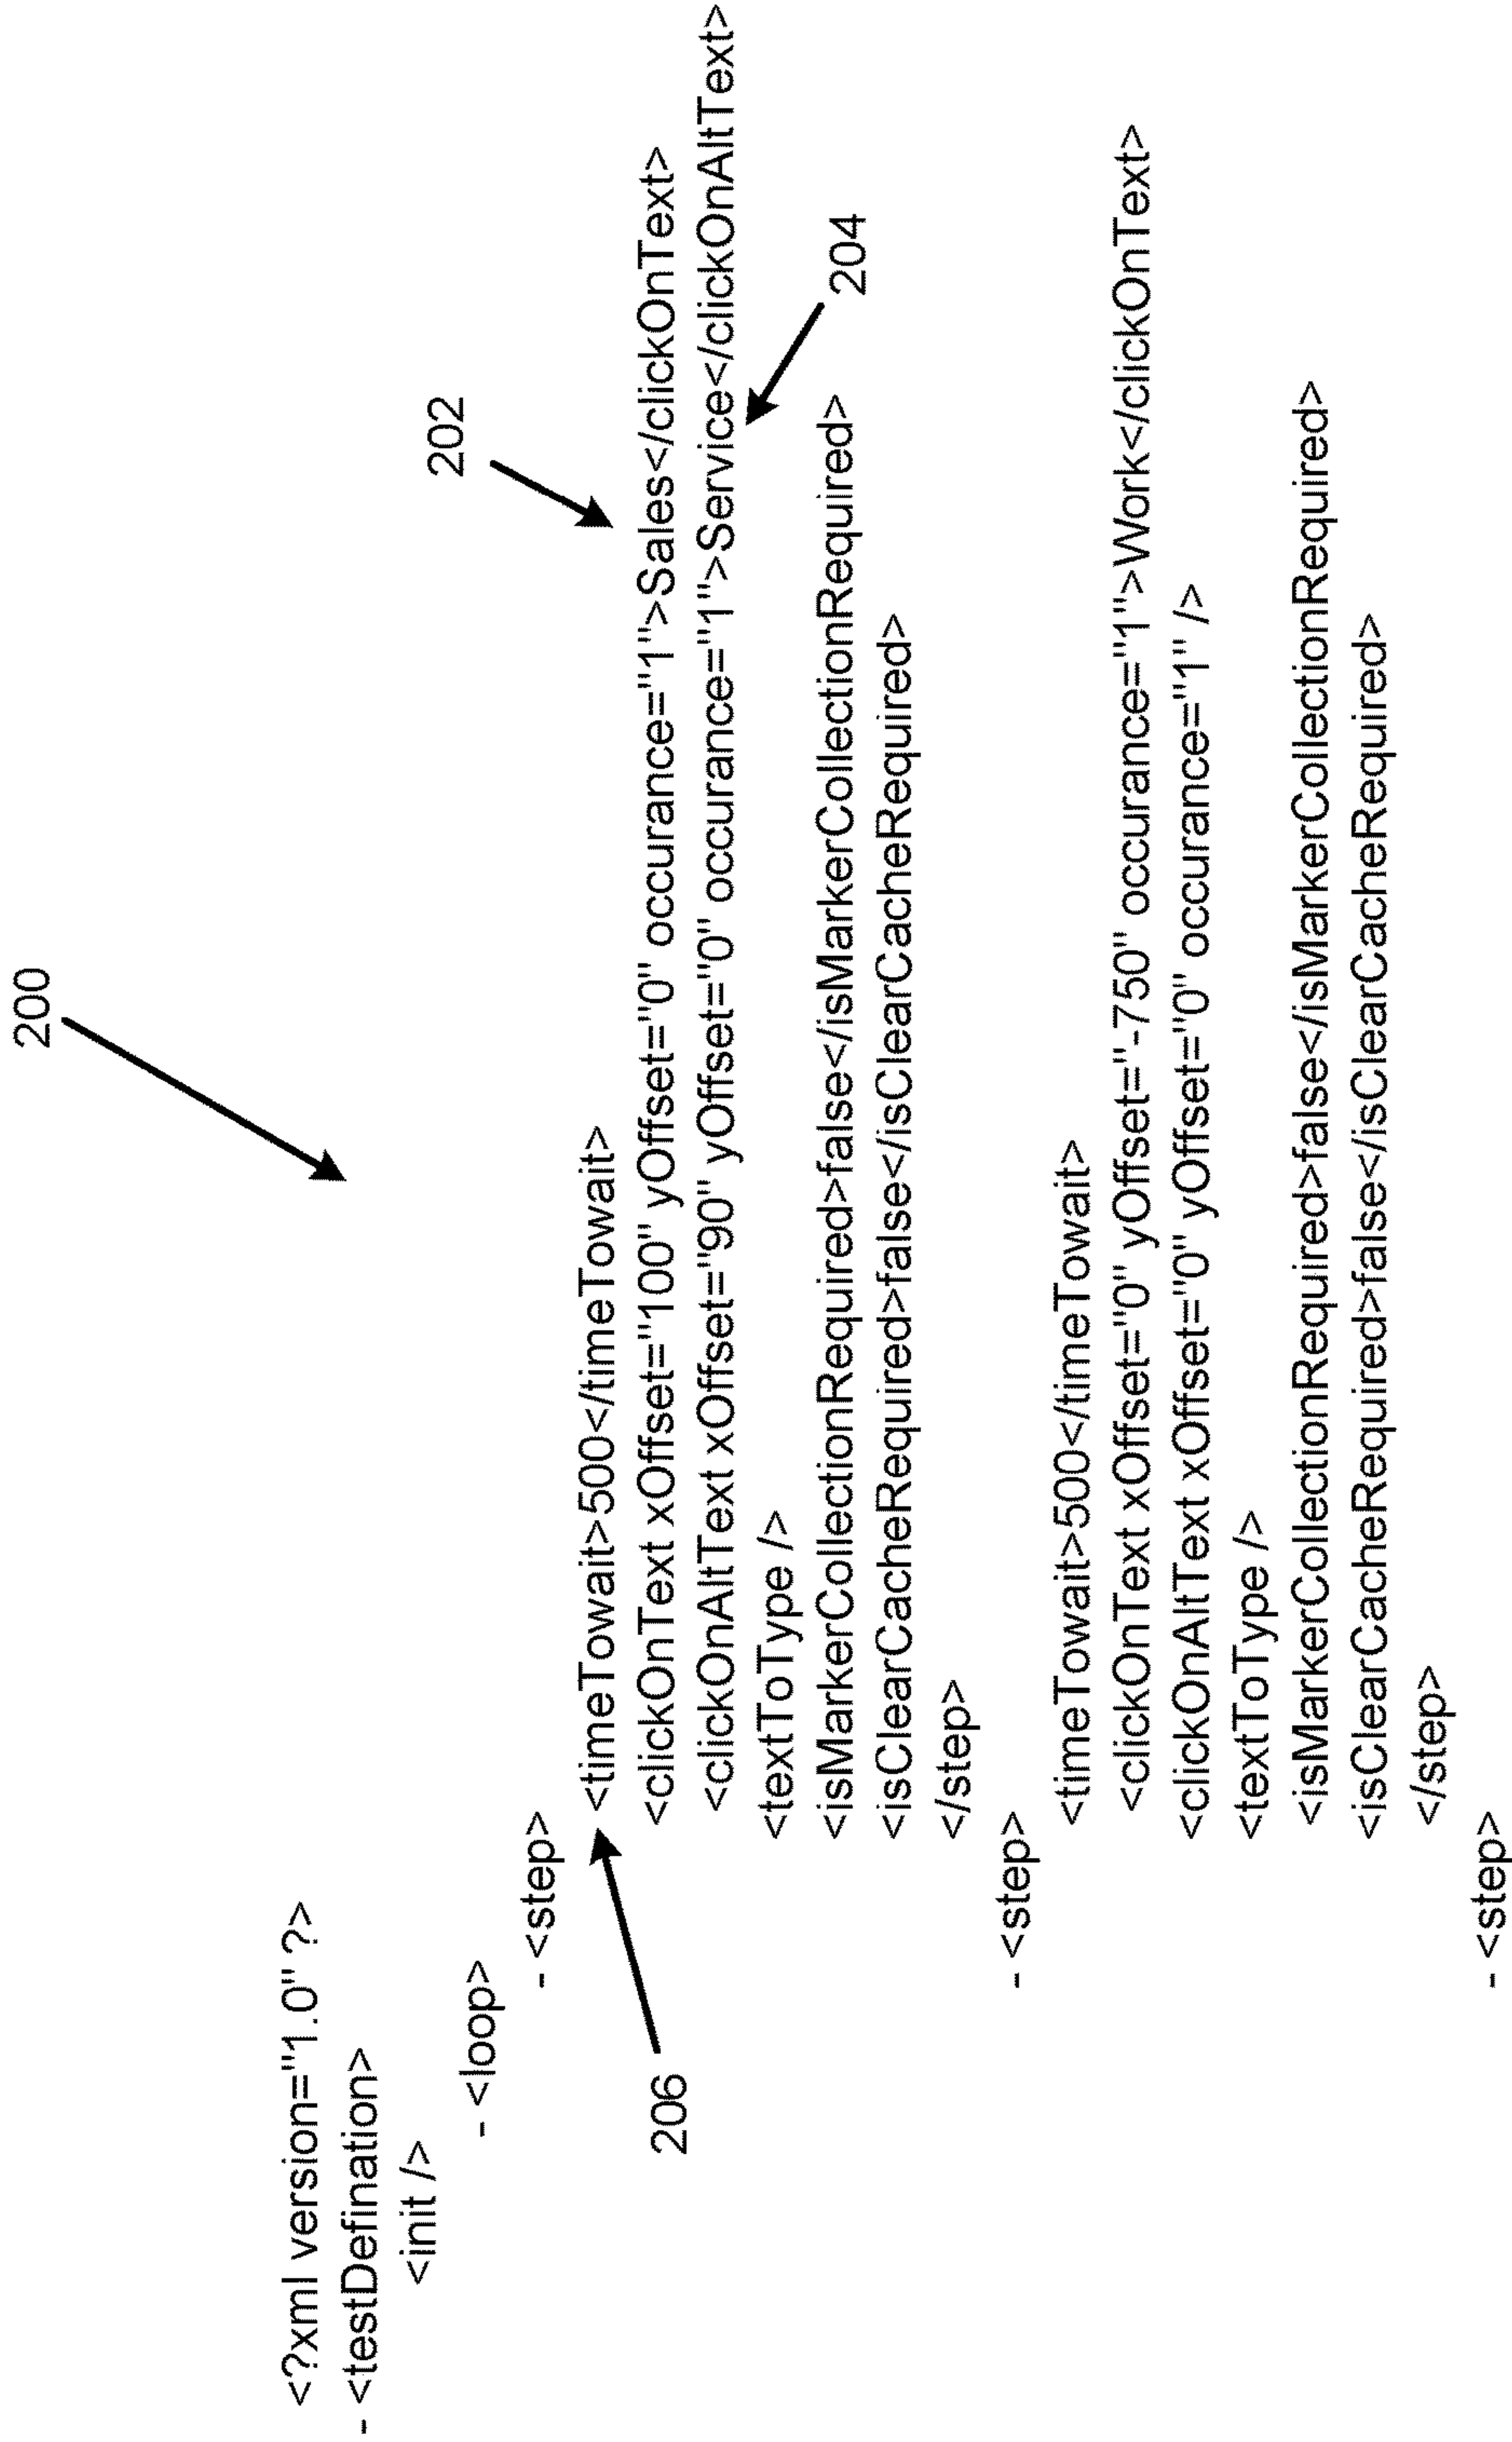 200
<?xml version="1.0" ?>
- <testDefination>
<init />
202
- <loop>
- <step>
<timeTowait>500</timeTowait>
206
<clickOnText xOffset="100" yOffset="0" occurance="1">Sales</clickOnText>
<clickOnAltText xOffset="90" yOffset="0" occurance="1">Service</clickOnAltText>
<textToType />
204
<isMarkerCollectionRequired>false</isMarkerCollectionRequired>
<isClearCacheRequired>false</isClearCacheRequired>
</step>
- <step>
<timeTowait>500</timeTowait>
<clickOnText xOffset="0" yOffset="-750" occurance="1">Work</clickOnText>
<clickOnAltText xOffset="0" yOffset="0" occurance="1" />
<textToType />
<isMarkerCollectionRequired>false</isMarkerCollectionRequired>
<isClearCacheRequired>false</isClearCacheRequired>
</step>
- <step>